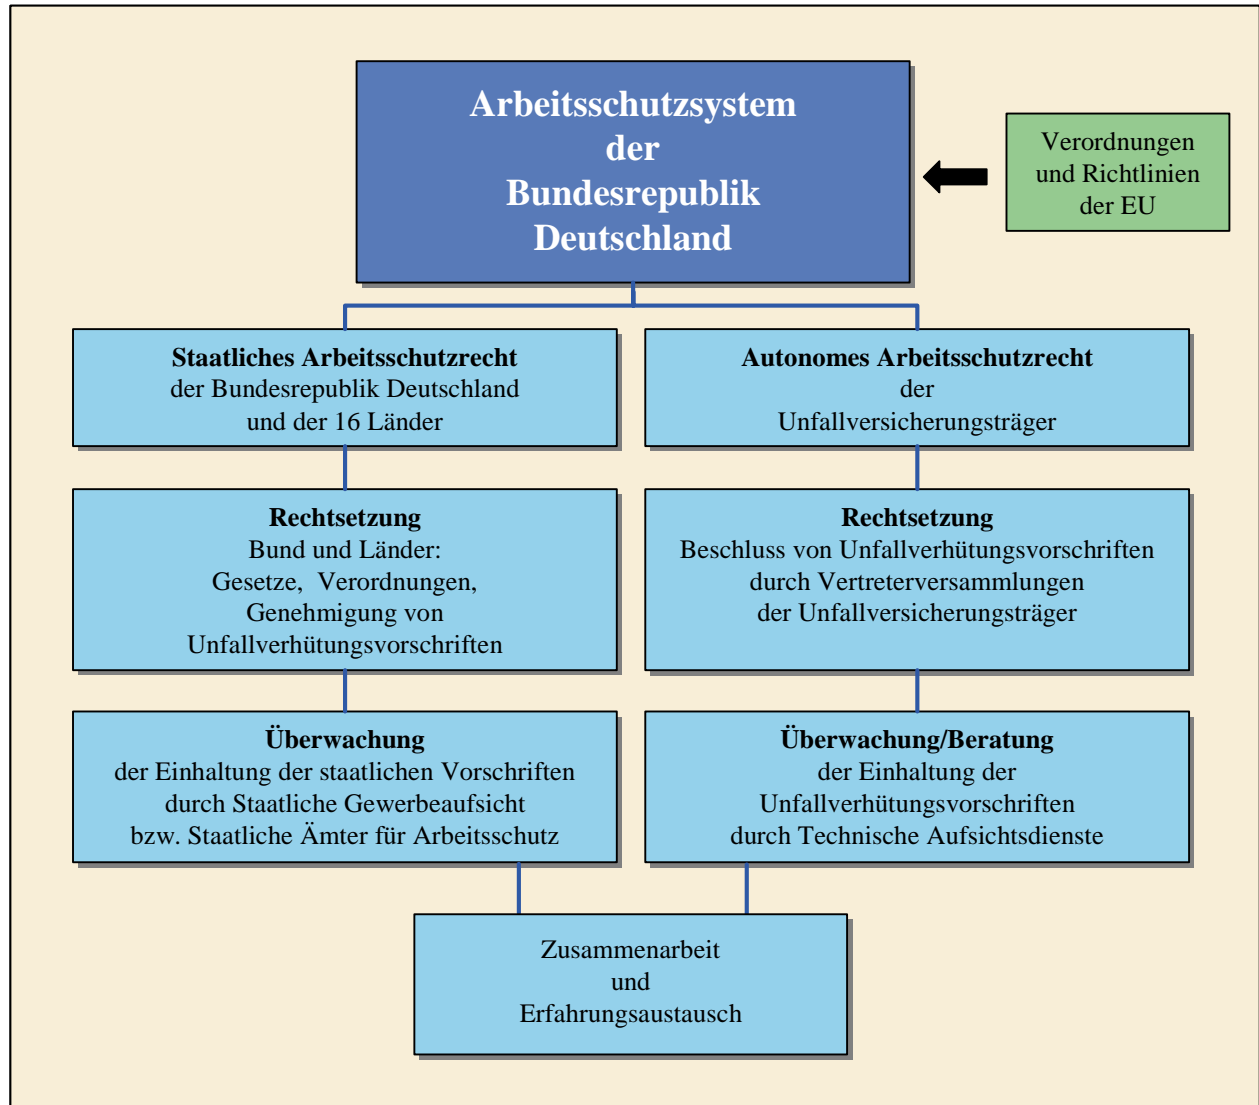 Arbeitsschutzsystem
der
Bundesrepublik
Deutschland
Verordnungen
und Richtlinien
der EU
Staatliches Arbeitsschutzrecht
der Bundesrepublik Deutschland
und der 16 Länder
Autonomes Arbeitsschutzrecht
der
Unfallversicherungsträger
Rechtsetzung
Bund und Länder:
Gesetze, Verordnungen,
Genehmigung von
Unfallverhütungsvorschriften
Rechtsetzung
Beschluss von Unfallverhütungsvorschriften
durch Vertreterversammlungen
der Unfallversicherungsträger
Überwachung
der Einhaltung der staatlichen Vorschriften
durch Staatliche Gewerbeaufsicht
bzw. Staatliche Ämter für Arbeitsschutz
Überwachung/Beratung
der Einhaltung der
Unfallverhütungsvorschriften
durch Technische Aufsichtsdienste
Zusammenarbeit
und
Erfahrungsaustausch